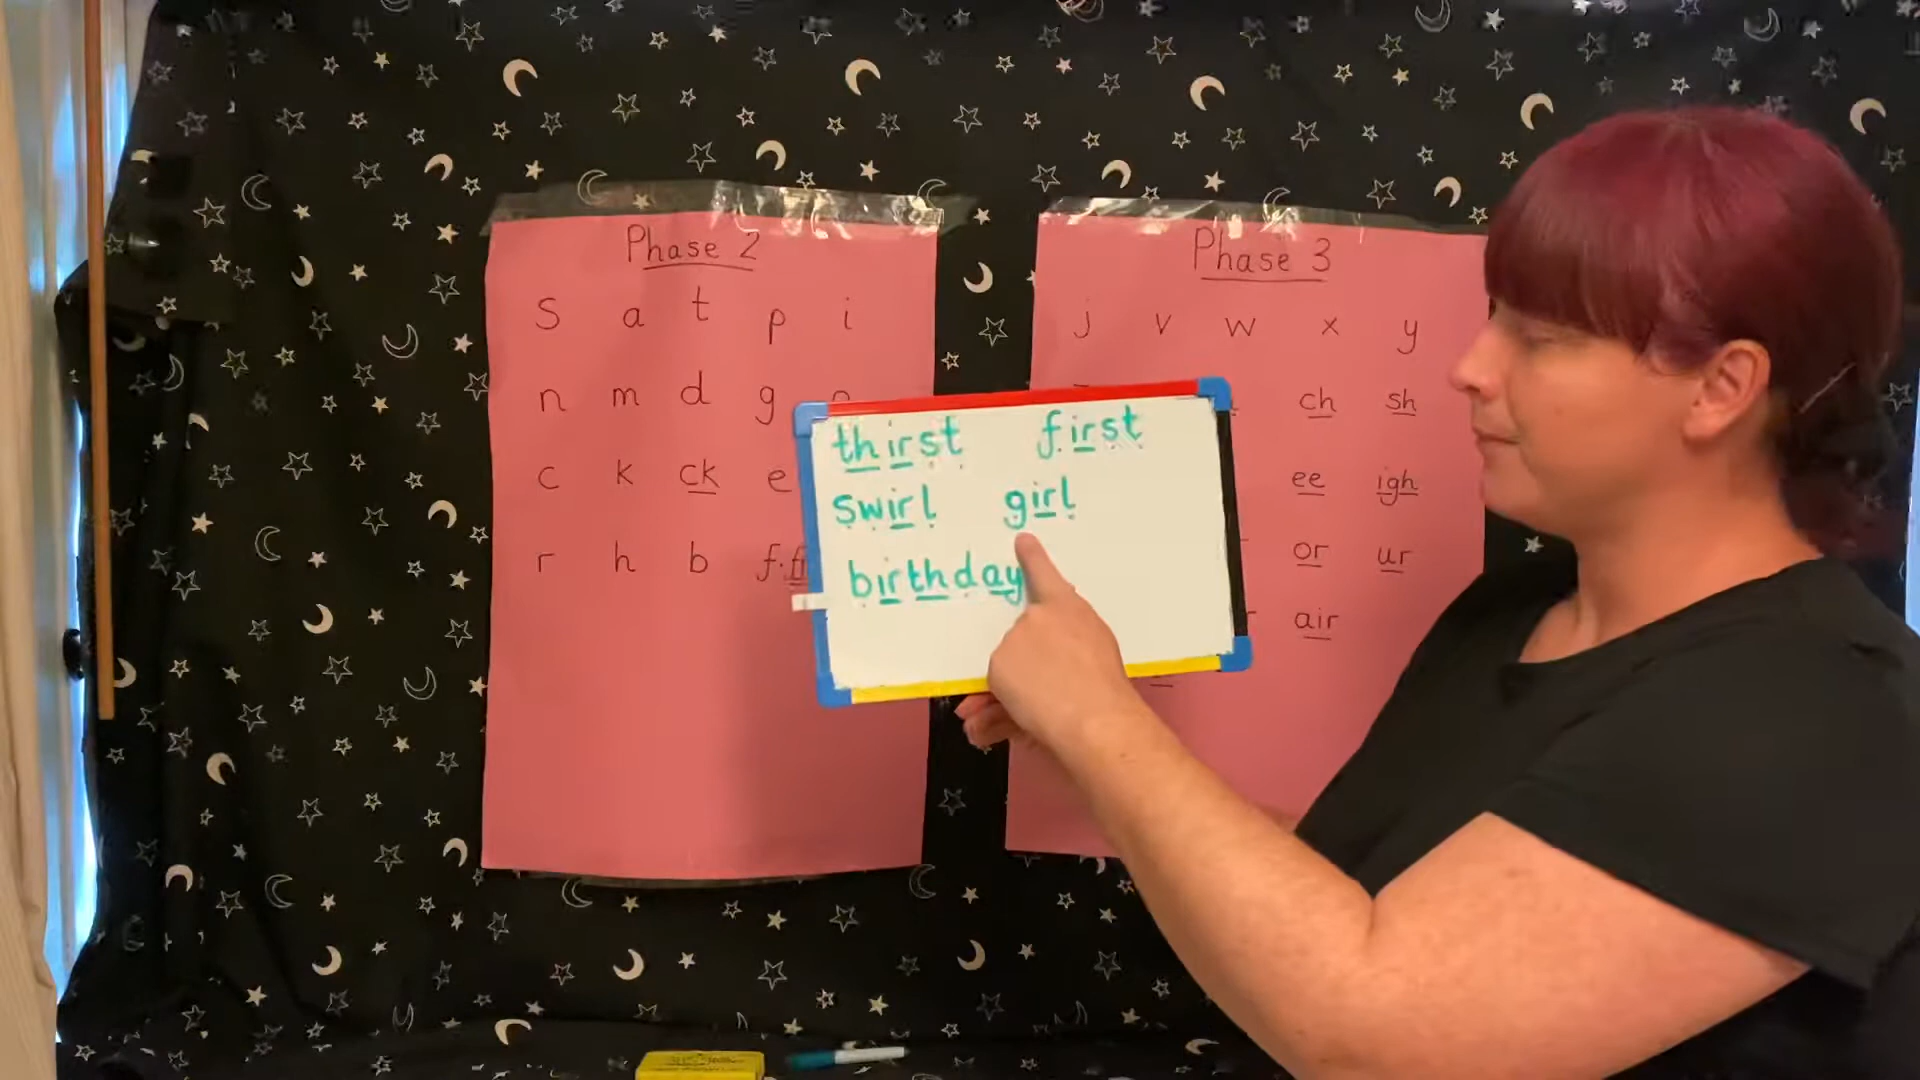 Phase 2
s a t p i
n m d g
c k ck e
r h b f.ff
Phase 3
j v w x y
ch sh
ee igh
or ur
air
thirst first
swirl girl
birthday